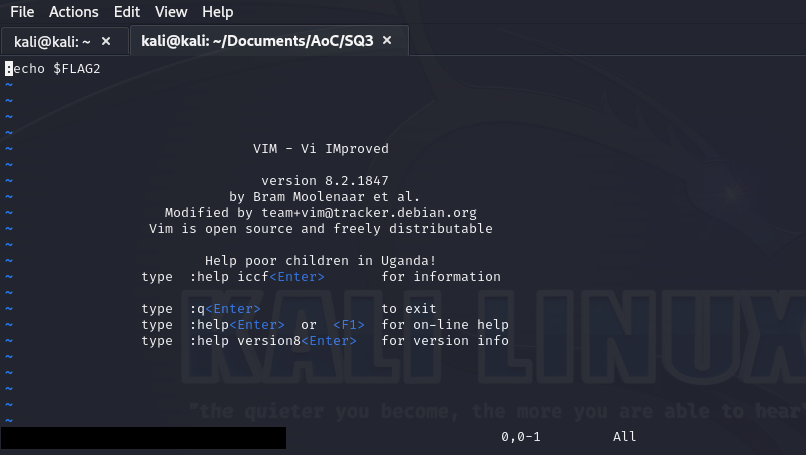 File Actions Edit View Help
kali@kali: ~ × kali@kali: ~/Documents/AoC/SQ3 ×
:echo $FLAG2
~
~
~
~
~ VIM - Vi IMproved
~
~ version 8.2.1847
~ by Bram Moolenaar et al.
~ Modified by team+vim@tracker.debian.org
~ Vim is open source and freely distributable
~
~ Help poor children in Uganda!
~ type :help iccf<Enter> for information
~
~ type :q<Enter> to exit
~ type :help<Enter> or <F1> for on-line help
~ type :help version8<Enter> for version info
~
KALI LINUX
~
~
~
"the quieter you become, the more you are able to hear"
~
0,0-1 All